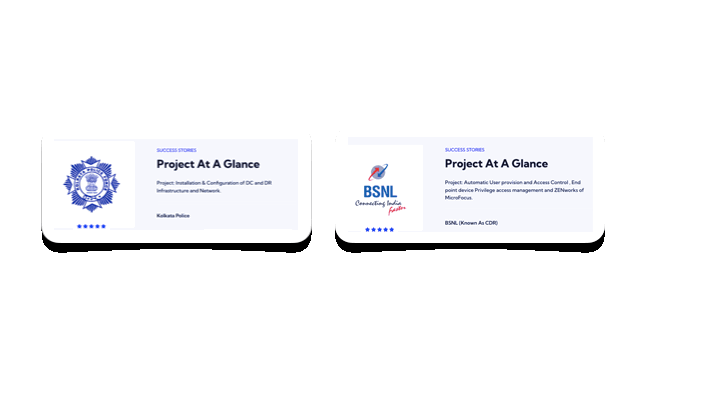 SUCCESS STORIES
Project At A Glance
Project: Installation & Configuration of DC and DR
Infrastructure and Network.
Kolkata Police
BSNL
Connecting India
Faster
SUCCESS STORIES
Project At A Glance
Project: Automatic User provision and Access Control , End
point device Privilege access management and ZENworks of
MicroFocus.
BSNL (Known As CDR)